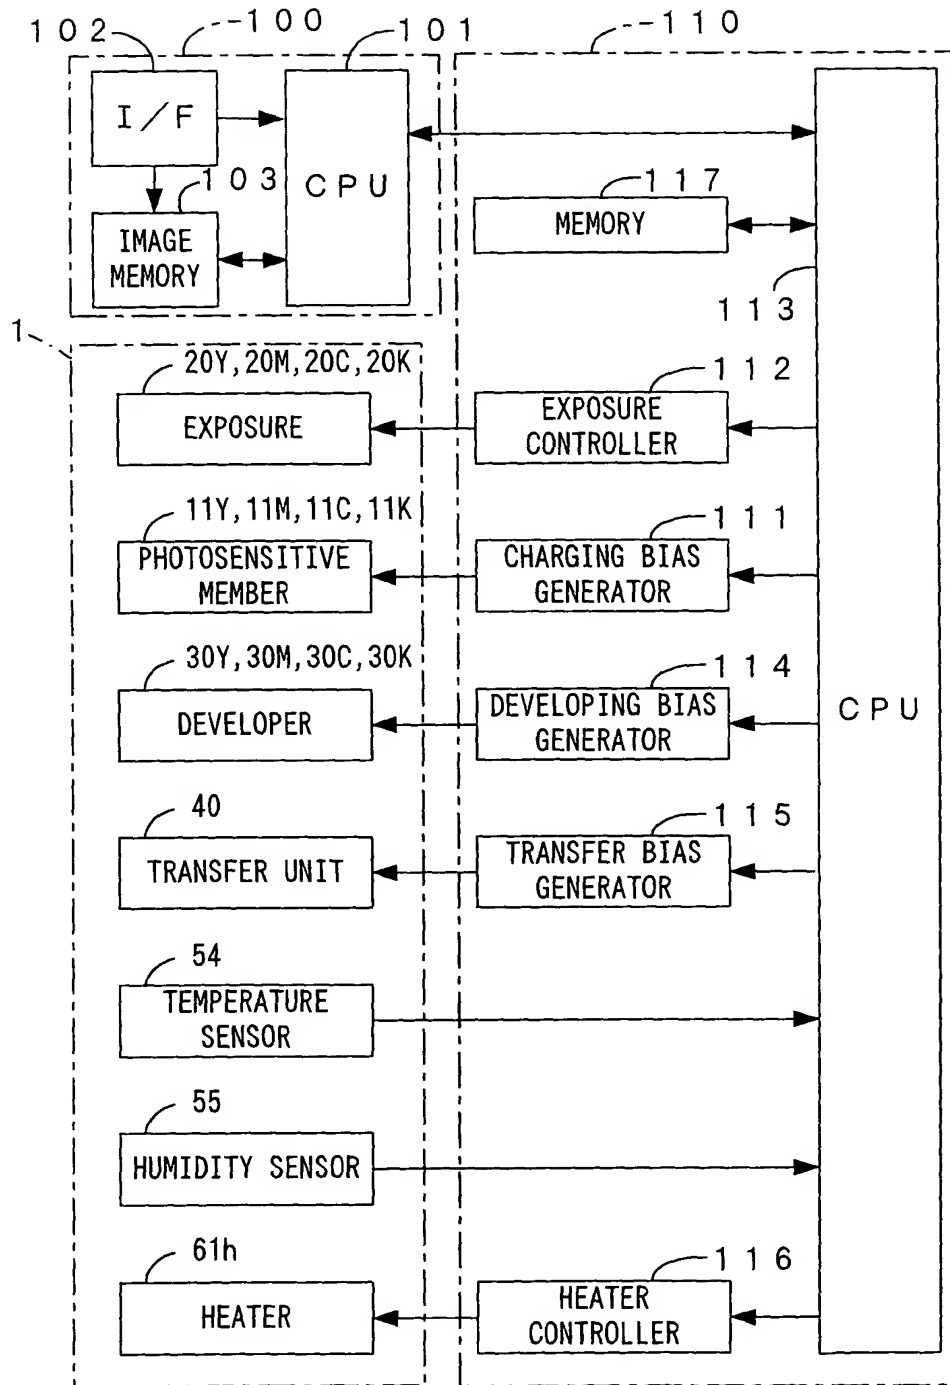 102
100
101
110
I/F
CPU
103
IMAGE
MEMORY
117
MEMORY
113
1
20Y, 20M, 20C, 20K
112
EXPOSURE
EXPOSURE
CONTROLLER
11Y, 11M, 11C, 11K
111
PHOTOSENSITIVE
MEMBER
CHARGING BIAS
GENERATOR
30Y, 30M, 30C, 30K
114
DEVELOPER
DEVELOPING BIAS
GENERATOR
CPU
40
115
TRANSFER UNIT
TRANSFER BIAS
GENERATOR
54
TEMPERATURE
SENSOR
55
HUMIDITY SENSOR
61h
116
HEATER
HEATER
CONTROLLER